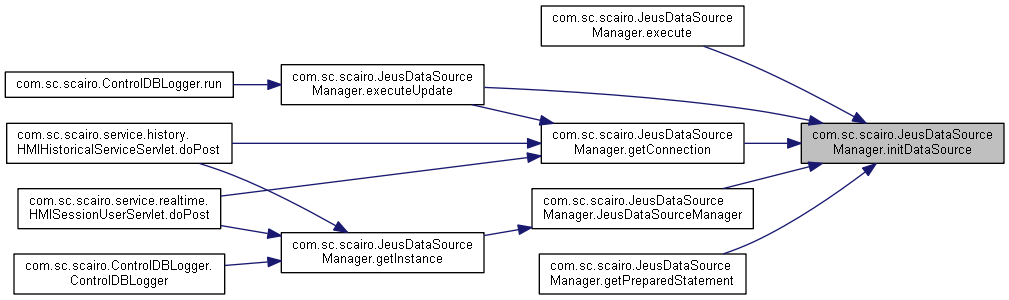 com.sc.scairo.JeusDataSource
Manager.execute
com.sc.scairo.ControlDBLogger.run
com.sc.scairo.JeusDataSource
Manager.executeUpdate
com.sc.scairo.service.history.
HMIHistoricalServiceServlet.doPost
com.sc.scairo.JeusDataSource
Manager.getConnection
com.sc.scairo.JeusDataSource
Manager.initDataSource
com.sc.scairo.service.realtime.
HMISessionUserServlet.doPost
com.sc.scairo.JeusDataSource
Manager.JeusDataSourceManager
com.sc.scairo.JeusDataSource
Manager.getInstance
com.sc.scairo.ControlDBLogger.
ControlDBLogger
com.sc.scairo.JeusDataSource
Manager.getPreparedStatement